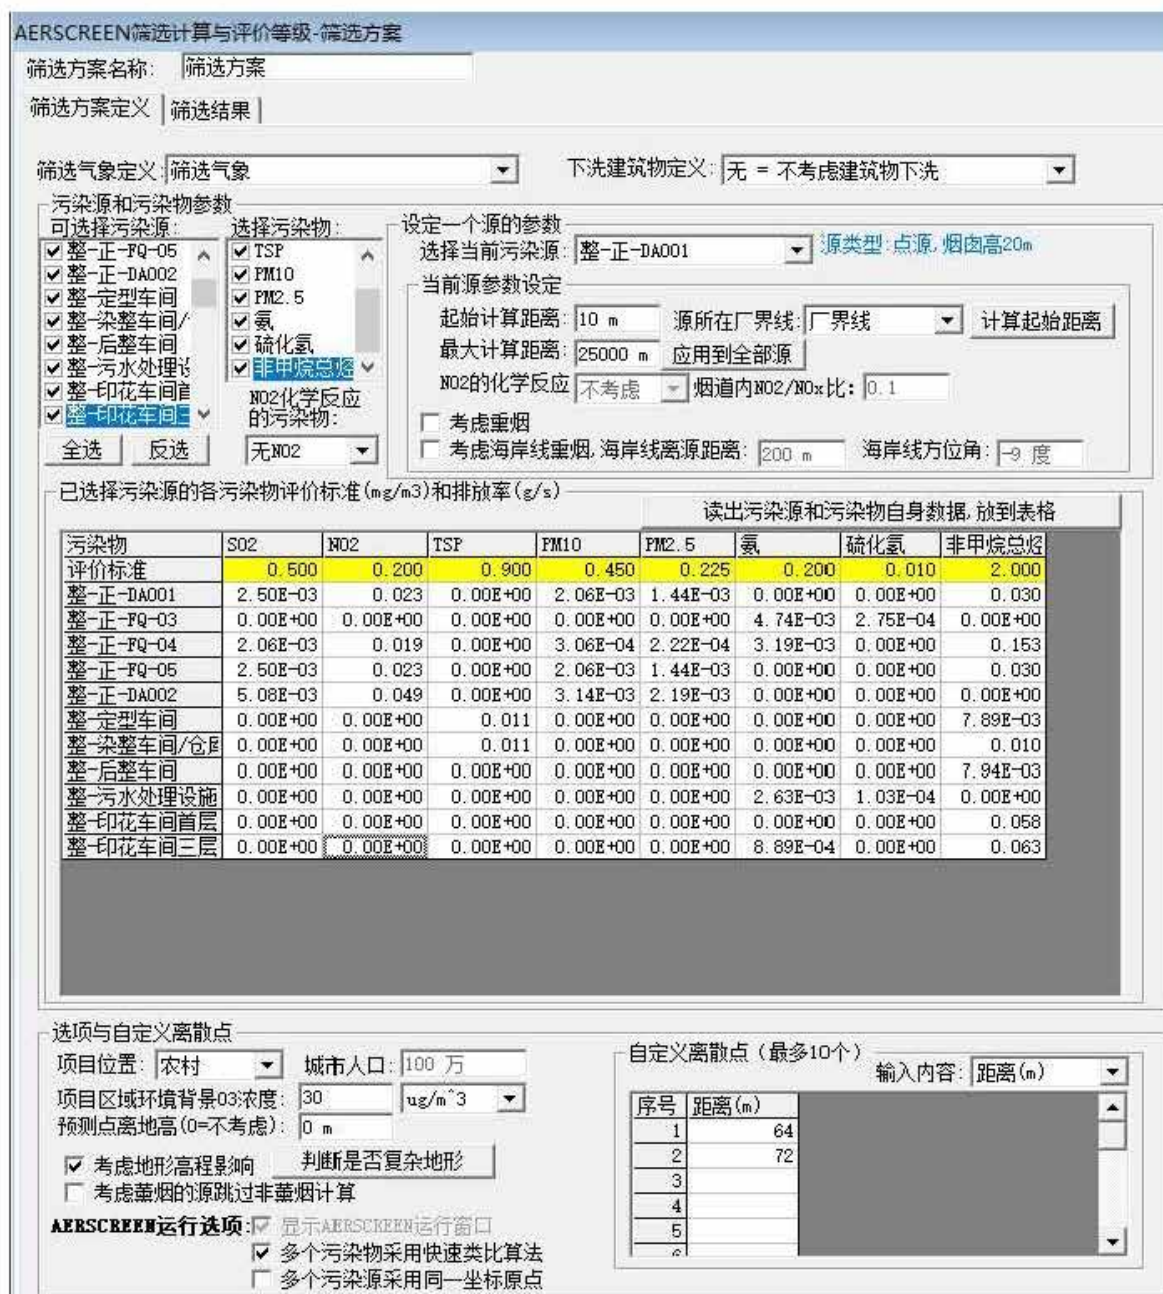 AERSCREEN筛选计算与评价等级-筛选方案
筛选方案名称: 筛选方案
筛选方案定义 筛选结果
筛选气象定义: 筛选气象 下洗建筑物定义: 无 = 不考虑建筑物下洗
污染源和污染物参数
可选择污染源: 选择污染物:
整-正-FQ-05 TSP
整-正-DA002 PM10
整-定型车间 PM2.5
整-染整车间/ 氨
整-后整车间 硫化氢
整-污水处理设 非甲烷总烃
整-印花车间首
整-印花车间三
NO2化学反应
的污染物:
全选 反选 无NO2
设定一个源的参数
选择当前污染源: 整-正-DA001 源类型:点源,烟囱高20m
当前源参数设定
起始计算距离: 10 m 源所在厂界线: 厂界线 计算起始距离
最大计算距离: 25000 m 应用到全部源
NO2的化学反应 不考虑 烟道内NO2/NOx比: 0.1
考虑重烟
考虑海岸线重烟,海岸线离源距离: 200 m 海岸线方位角: -9 度
已选择污染源的各污染物评价标准(mg/m3)和排放率(g/s)
读出污染源和污染物自身数据,放到表格
污染物 SO2 NO2 TSP PM10 PM2.5 氨 硫化氢 非甲烷总烃
评价标准 0.500 0.200 0.900 0.450 0.225 0.200 0.010 2.000
整-正-DA001 2.50E-03 0.023 0.00E+00 2.06E-03 1.44E-03 0.00E+00 0.00E+00 0.030
整-正-FQ-03 0.00E+00 0.00E+00 0.00E+00 0.00E+00 0.00E+00 4.74E-03 2.75E-04 0.00E+00
整-正-FQ-04 2.06E-03 0.019 0.00E+00 3.06E-04 2.22E-04 3.19E-03 0.00E+00 0.153
整-正-FQ-05 2.50E-03 0.023 0.00E+00 2.06E-03 1.44E-03 0.00E+00 0.00E+00 0.030
整-正-DA002 5.08E-03 0.049 0.00E+00 3.14E-03 2.19E-03 0.00E+00 0.00E+00 0.00E+00
整-定型车间 0.00E+00 0.00E+00 0.011 0.00E+00 0.00E+00 0.00E+00 0.00E+00 7.89E-03
整-染整车间/仓 0.00E+00 0.00E+00 0.011 0.00E+00 0.00E+00 0.00E+00 0.00E+00 0.010
整-后整车间 0.00E+00 0.00E+00 0.00E+00 0.00E+00 0.00E+00 0.00E+00 0.00E+00 7.94E-03
整-污水处理设施 0.00E+00 0.00E+00 0.00E+00 0.00E+00 0.00E+00 2.63E-03 1.03E-04 0.00E+00
整-印花车间首层 0.00E+00 0.00E+00 0.00E+00 0.00E+00 0.00E+00 0.00E+00 0.00E+00 0.058
整-印花车间三层 0.00E+00 0.00E+00 0.00E+00 0.00E+00 0.00E+00 8.89E-04 0.00E+00 0.063
选项与自定义离散点
项目位置: 农村 城市人口: 100 万
项目区域环境背景O3浓度: 30 ug/m^3
预测点离地高(0=不考虑): 0 m
考虑地形高程影响 判断是否复杂地形
考虑薰烟的源跳过非薰烟计算
AERSCREEN运行选项: 显示AERSCREEN运行窗口
多个污染物采用快速类比算法
多个污染源采用同一坐标原点
自定义离散点(最多10个)
输入内容: 距离(m)
序号 距离(m)
1 64
2 72
3
4
5